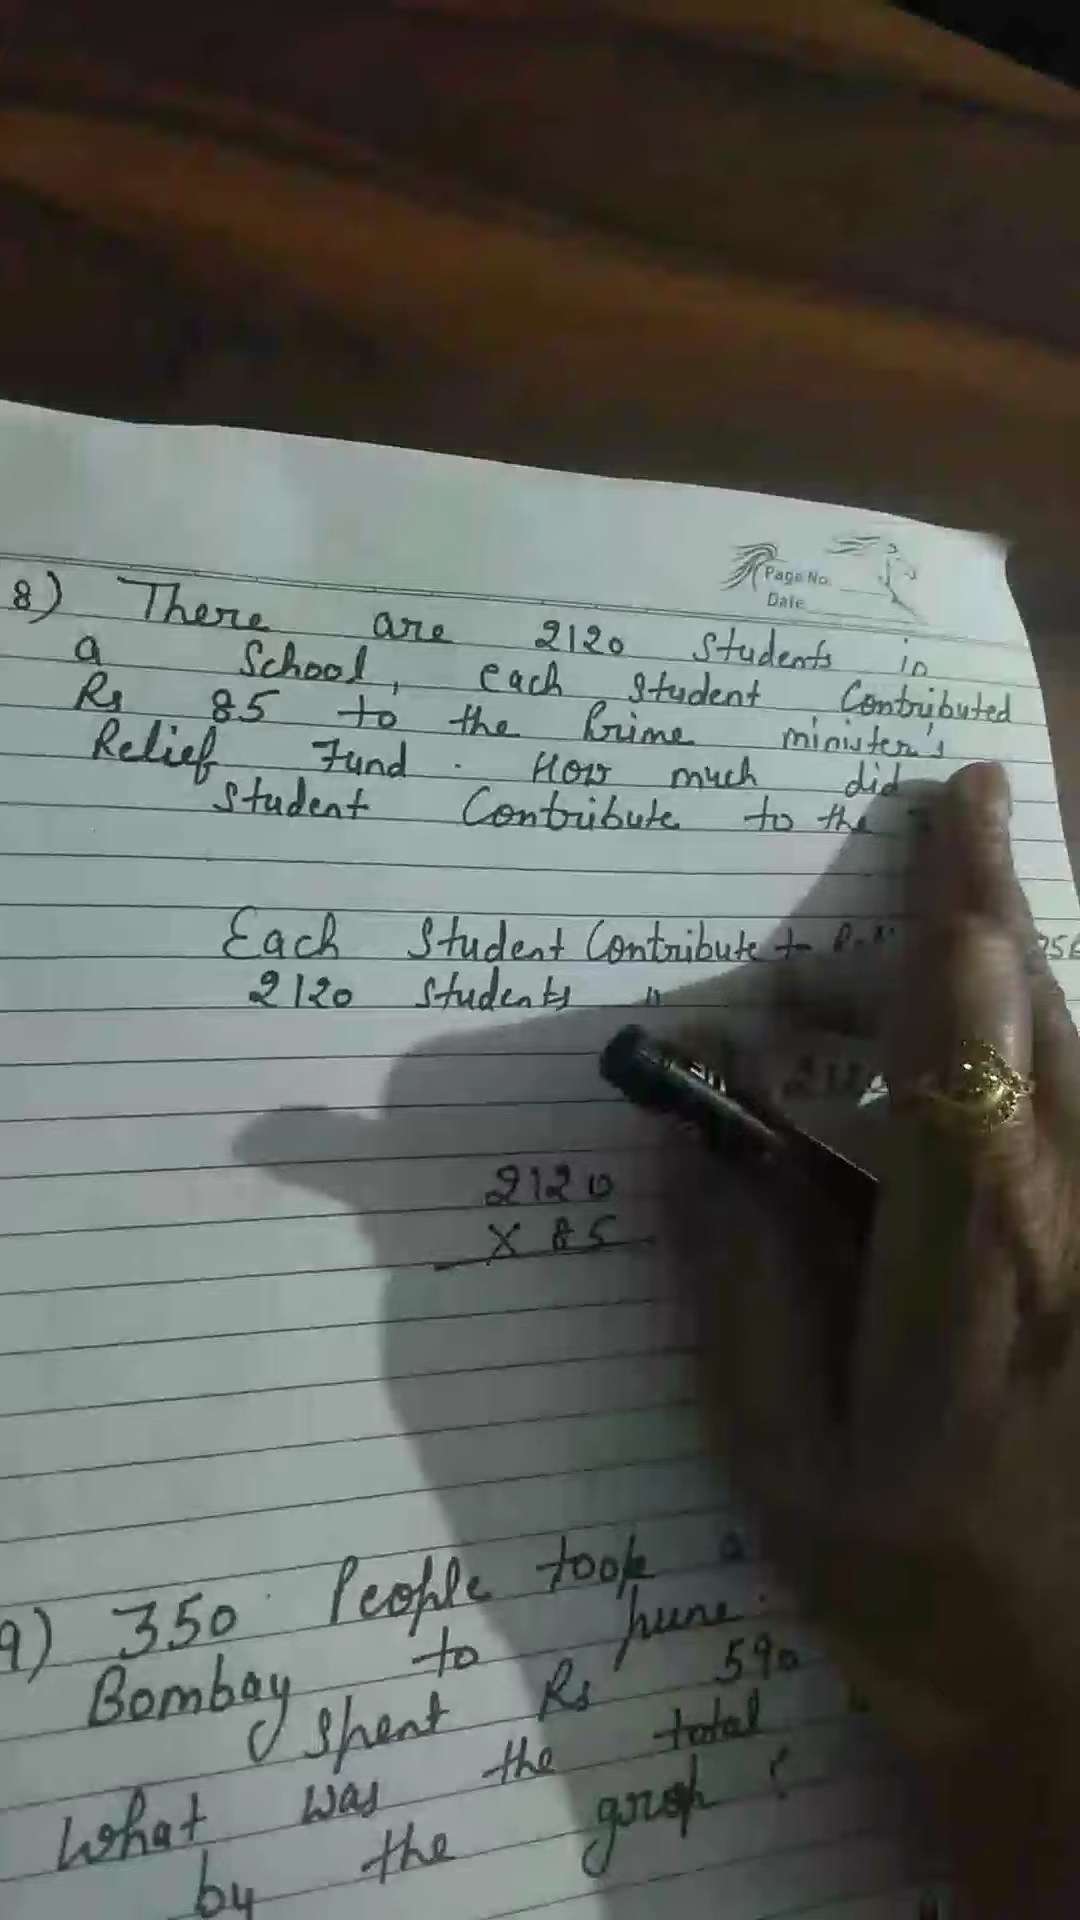 Page No.
Date
8) There are 2120 students in
a School, each student Contributed
Rs 85 to the Prime minister's
Relief Fund. How much did
student Contribute to the
Each student Contribute
2120 students "
2120
X 85
9) 350 People took a
Bombay to pune.
spent Rs 590
what was the total
by the